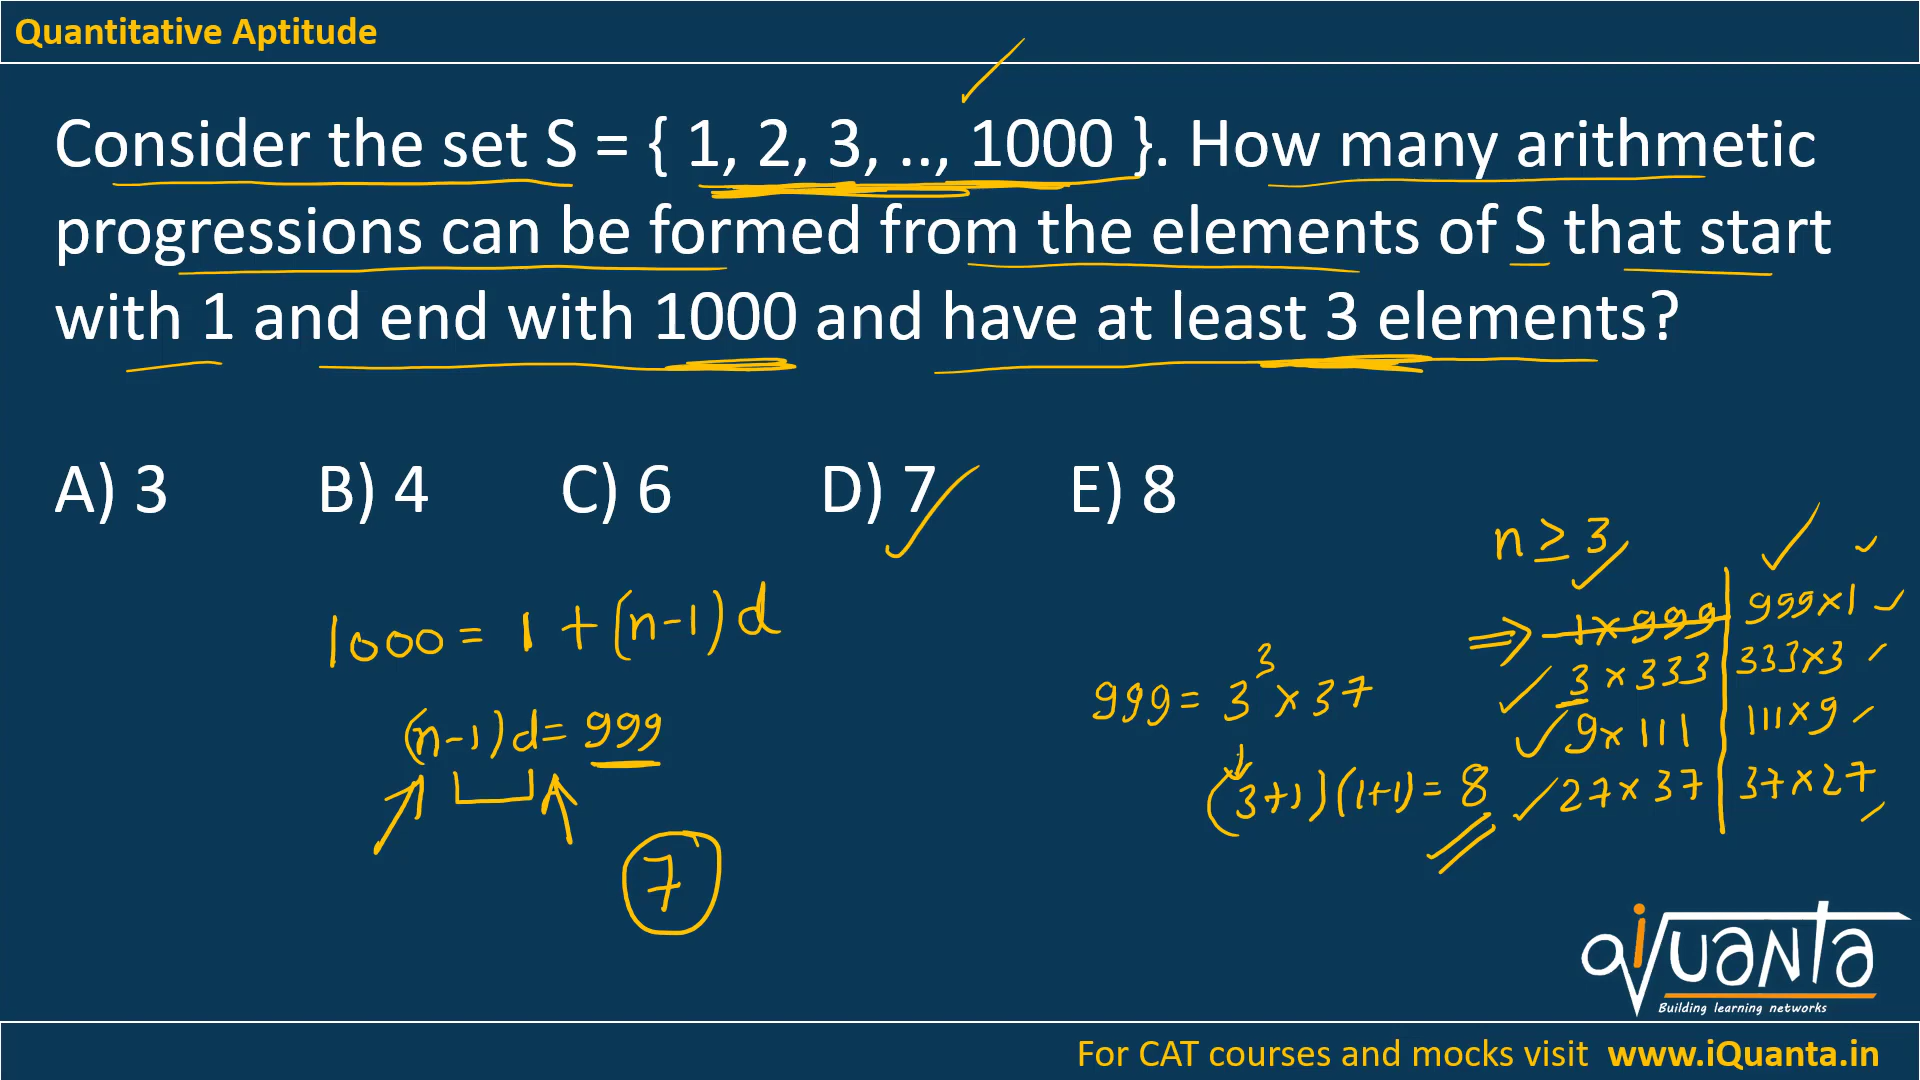 Quantitative Aptitude
Consider the set S = { 1, 2, 3, .., 1000 }. How many arithmetic
progressions can be formed from the elements of S that start
with 1 and end with 1000 and have at least 3 elements?
A) 3 B) 4 C) 6 D) 7 E) 8
n ≥ 3
1000 = 1 + (n-1) d
(n-1) d = 999
7
999 = 3³ × 37
(3+1) (1+1) = 8
⇒ 1 × 999 | 999 × 1
3 × 333 | 333 × 3
9 × 111 | 111 × 9
27 × 37 | 37 × 27
iQuanta
Building learning networks
For CAT courses and mocks visit www.iQuanta.in